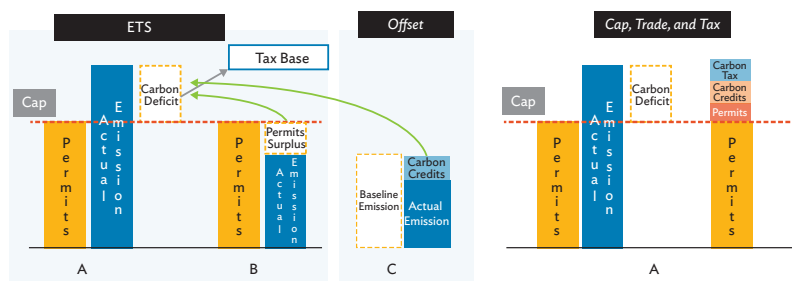 ETS
Offset
Cap, Trade, and Tax
Tax Base
Cap
Permits
Actual
Emission
Carbon
Deficit
Permits
Permits
Surplus
Actual
Emission
Baseline
Emission
Carbon
Credits
Actual
Emission
A
B
C
Cap
Permits
Actual
Emission
Carbon
Deficit
Carbon
Tax
Carbon
Credits
Permits
Permits
A